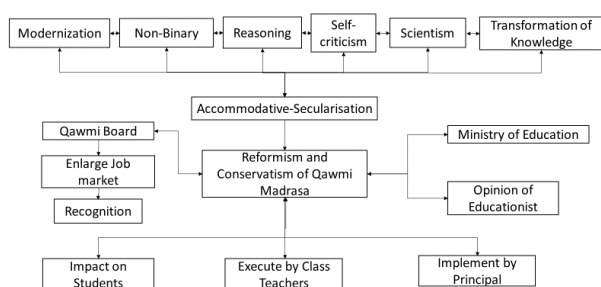 Modernization
Non-Binary
Reasoning
Self-
criticism
Scientism
Transformation of
Knowledge
Accommodative-Secularisation
Qawmi Board
Enlarge Job
market
Recognition
Reformism and
Conservatism of Qawmi
Madrasa
Ministry of Education
Opinion of
Educationist
Impact on
Students
Execute by Class
Teachers
Implement by
Principal